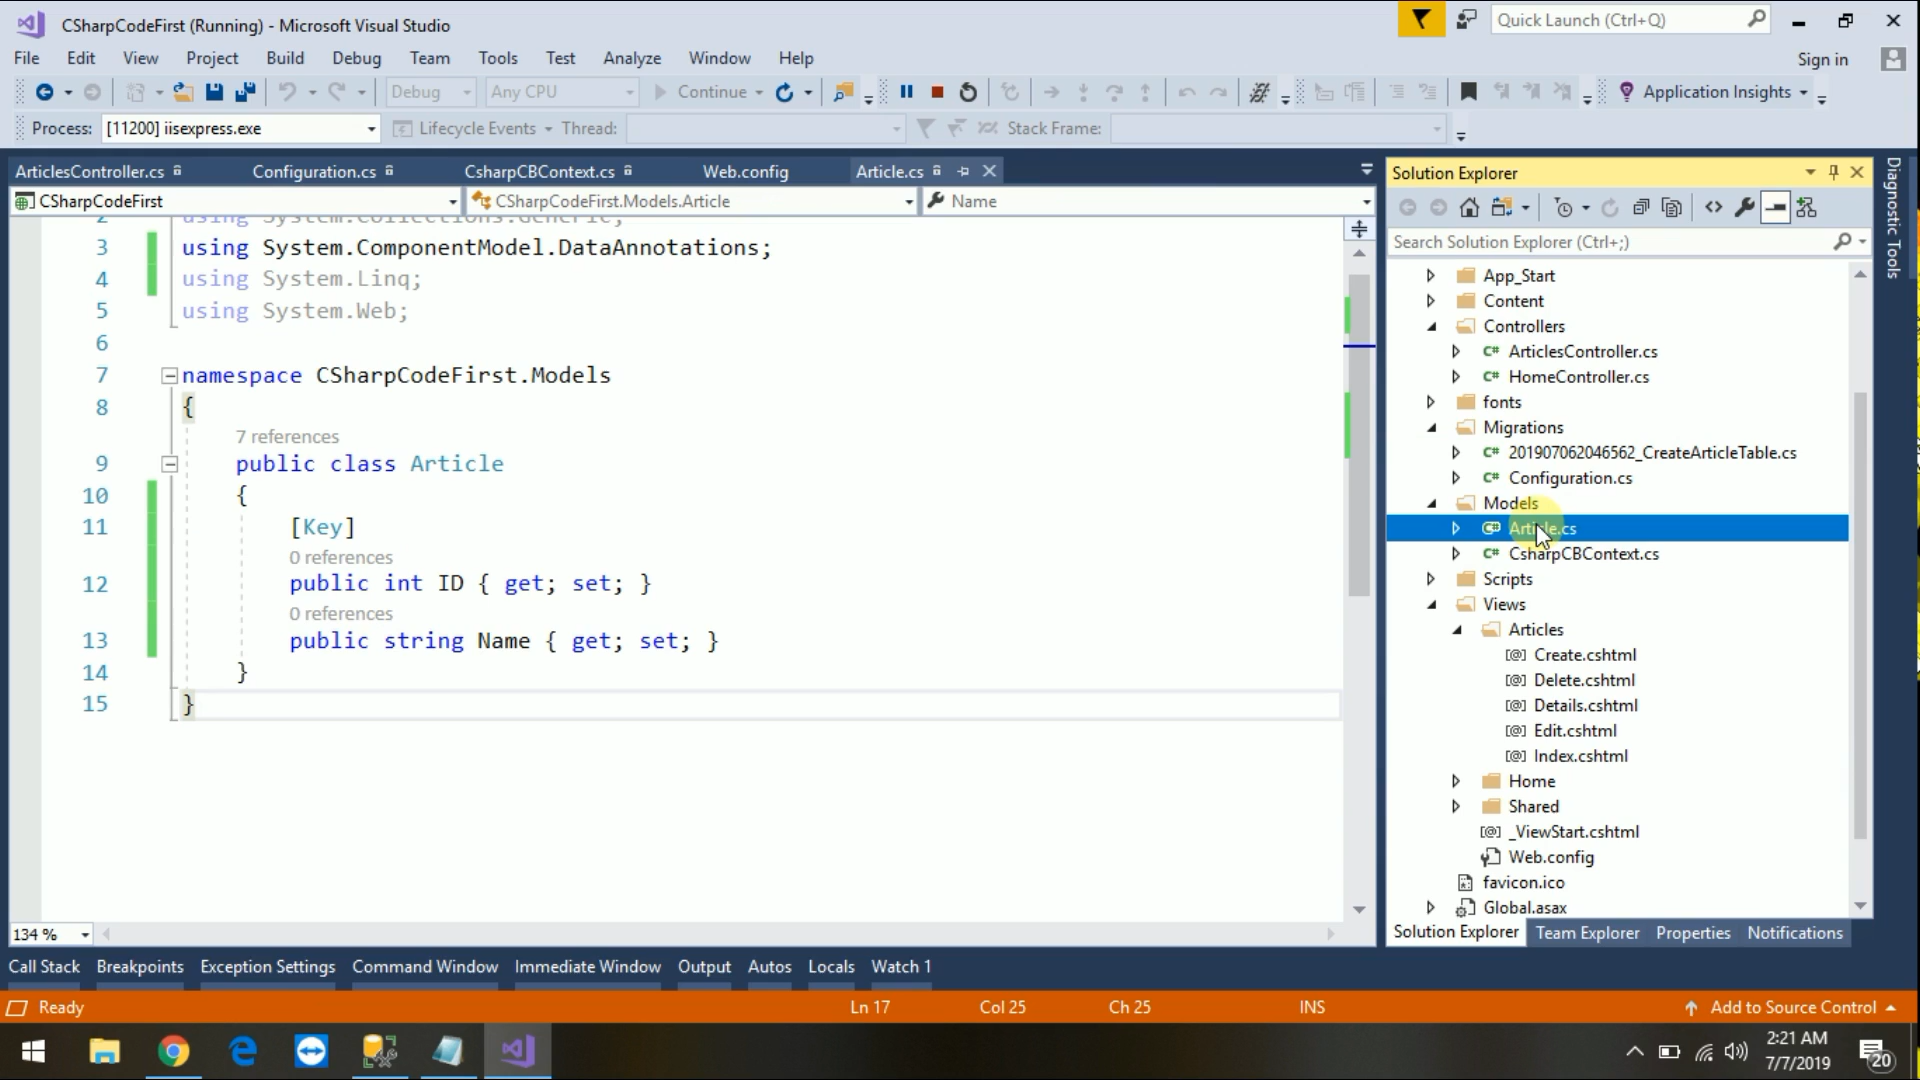 CSharpCodeFirst (Running) - Microsoft Visual Studio
Quick Launch (Ctrl+Q)
File Edit View Project Build Debug Team Tools Test Analyze Window Help
Sign in
Debug Any CPU Continue Application Insights
Process: [11200] iisexpress.exe Lifecycle Events Thread: Stack Frame:
ArticlesController.cs Configuration.cs CsharpCBContext.cs Web.config Article.cs
CSharpCodeFirst CSharpCodeFirst.Models.Article Name
2 using System.Collections.Generic;
3 using System.ComponentModel.DataAnnotations;
4 using System.Linq;
5 using System.Web;
6
7 namespace CSharpCodeFirst.Models
8 {
7 references
9 public class Article
10 {
11 [Key]
0 references
12 public int ID { get; set; }
0 references
13 public string Name { get; set; }
14 }
15 }
134 %
Solution Explorer
Search Solution Explorer (Ctrl+;)
App_Start
Content
Controllers
C# ArticlesController.cs
C# HomeController.cs
fonts
Migrations
C# 201907062046562_CreateArticleTable.cs
C# Configuration.cs
Models
C# Article.cs
C# CsharpCBContext.cs
Scripts
Views
Articles
[@] Create.cshtml
[@] Delete.cshtml
[@] Details.cshtml
[@] Edit.cshtml
[@] Index.cshtml
Home
Shared
[@] _ViewStart.cshtml
Web.config
favicon.ico
Global.asax
Solution Explorer Team Explorer Properties Notifications
Diagnostic Tools
Call Stack Breakpoints Exception Settings Command Window Immediate Window Output Autos Locals Watch 1
Ready Ln 17 Col 25 Ch 25 INS Add to Source Control
2:21 AM
7/7/2019
20